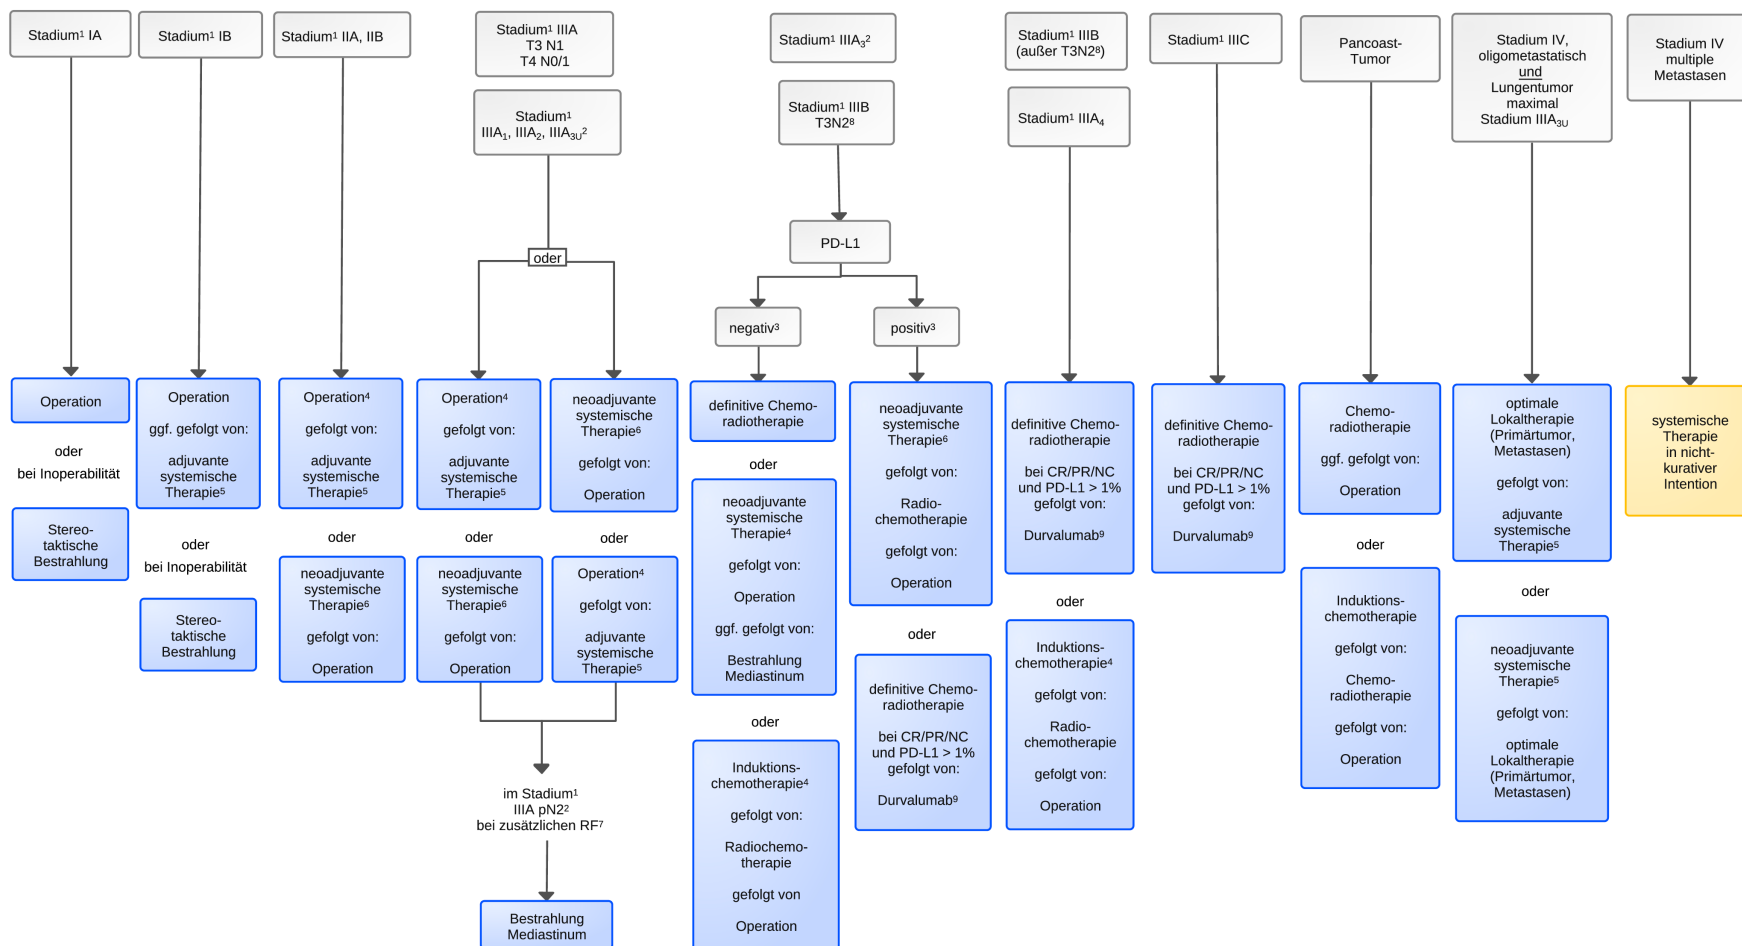 Stadium¹ IA
Operation
oder
bei Inoperabilität
Stereo-
taktische
Bestrahlung
Stadium¹ IB
Operation
ggf. gefolgt von:
adjuvante
systemische
Therapie⁵
oder
bei Inoperabilität
Stereo-
taktische
Bestrahlung
Stadium¹ IIA, IIB
Operation⁴
gefolgt von:
adjuvante
systemische
Therapie⁵
oder
neoadjuvante
systemische
Therapie⁶
gefolgt von:
Operation
Stadium¹ IIIA
T3 N1
T4 N0/1
Stadium¹
IIIA₁, IIIA₂, IIIA₃ᵤ²
oder
Operation⁴
gefolgt von:
adjuvante
systemische
Therapie⁵
oder
neoadjuvante
systemische
Therapie⁶
gefolgt von:
Operation
neoadjuvante
systemische
Therapie⁶
gefolgt von:
Operation
oder
Operation⁴
gefolgt von:
adjuvante
systemische
Therapie⁵
im Stadium¹
IIIA pN2²
bei zusätzlichen RF⁷
Bestrahlung
Mediastinum
Stadium¹ IIIA₃²
Stadium¹ IIIB
T3N2⁸
PD-L1
negativ³
definitive Chemo-
radiotherapie
oder
neoadjuvante
systemische
Therapie⁴
gefolgt von:
Operation
ggf. gefolgt von:
Bestrahlung
Mediastinum
oder
Induktions-
chemotherapie⁴
gefolgt von:
Radiochemo-
therapie
gefolgt von
Operation
positiv³
neoadjuvante
systemische
Therapie⁶
gefolgt von:
Radio-
chemotherapie
gefolgt von:
Operation
oder
definitive Chemo-
radiotherapie
bei CR/PR/NC
und PD-L1 > 1%
gefolgt von:
Durvalumab⁹
Stadium¹ IIIB
(außer T3N2⁸)
Stadium¹ IIIA₄
definitive Chemo-
radiotherapie
bei CR/PR/NC
und PD-L1 > 1%
gefolgt von:
Durvalumab⁹
oder
Induktions-
chemotherapie⁴
gefolgt von:
Radio-
chemotherapie
gefolgt von:
Operation
Stadium¹ IIIC
definitive Chemo-
radiotherapie
bei CR/PR/NC
und PD-L1 > 1%
gefolgt von:
Durvalumab⁹
Pancoast-
Tumor
Chemo-
radiotherapie
ggf. gefolgt von:
Operation
oder
Induktions-
chemotherapie
gefolgt von:
Chemo-
radiotherapie
gefolgt von:
Operation
Stadium IV,
oligometastatisch
und
Lungentumor
maximal
Stadium IIIA₃ᵤ
optimale
Lokaltherapie
(Primärtumor,
Metastasen)
gefolgt von:
adjuvante
systemische
Therapie⁵
oder
neoadjuvante
systemische
Therapie⁵
gefolgt von:
optimale
Lokaltherapie
(Primärtumor,
Metastasen)
Stadium IV
multiple
Metastasen
systemische
Therapie
in nicht-
kurativer
Intention